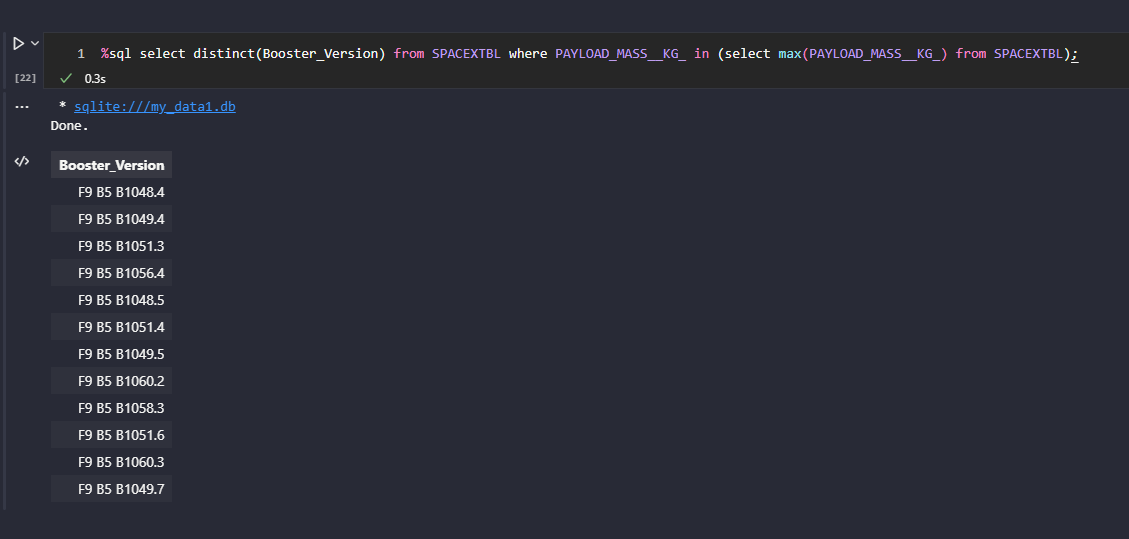 1 %sql select distinct(Booster_Version) from SPACEXTBL where PAYLOAD_MASS__KG_ in (select max(PAYLOAD_MASS__KG_) from SPACEXTBL);
[22] ✓ 0.3s
... * sqlite:///my_data1.db
Done.
</> Booster_Version
F9 B5 B1048.4
F9 B5 B1049.4
F9 B5 B1051.3
F9 B5 B1056.4
F9 B5 B1048.5
F9 B5 B1051.4
F9 B5 B1049.5
F9 B5 B1060.2
F9 B5 B1058.3
F9 B5 B1051.6
F9 B5 B1060.3
F9 B5 B1049.7